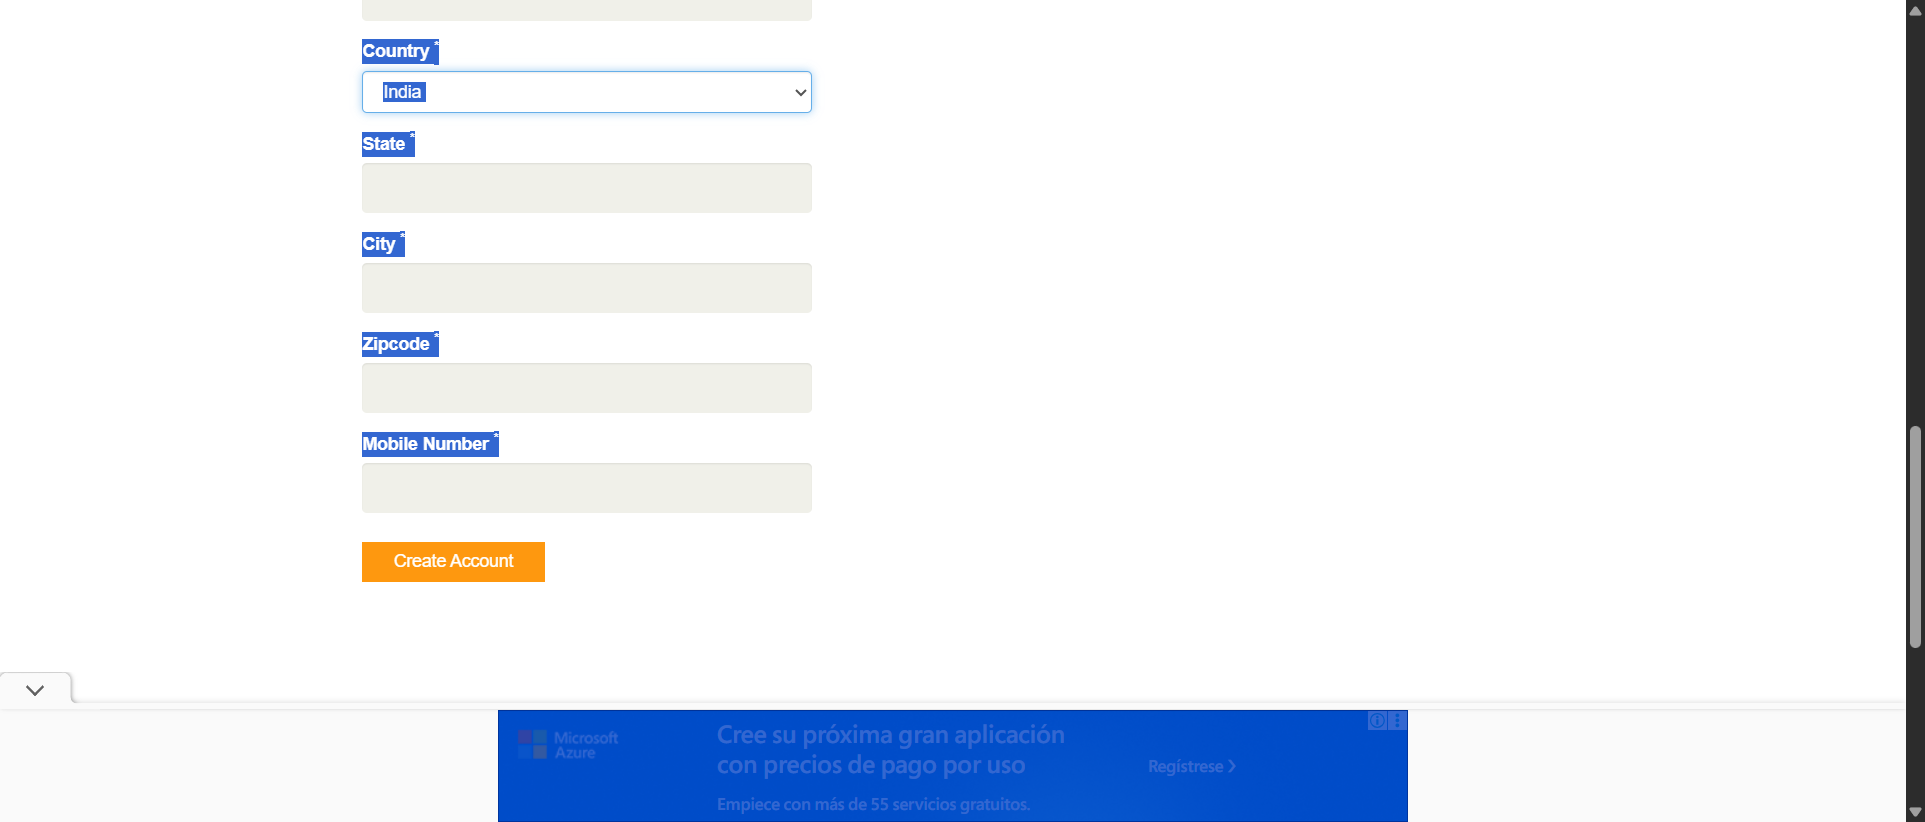 Country *
India
State *
City *
Zipcode *
Mobile Number *
Create Account
Microsoft
Azure
Cree su próxima gran aplicación
con precios de pago por uso
Regístrese
Empiece con más de 55 servicios gratuitos.